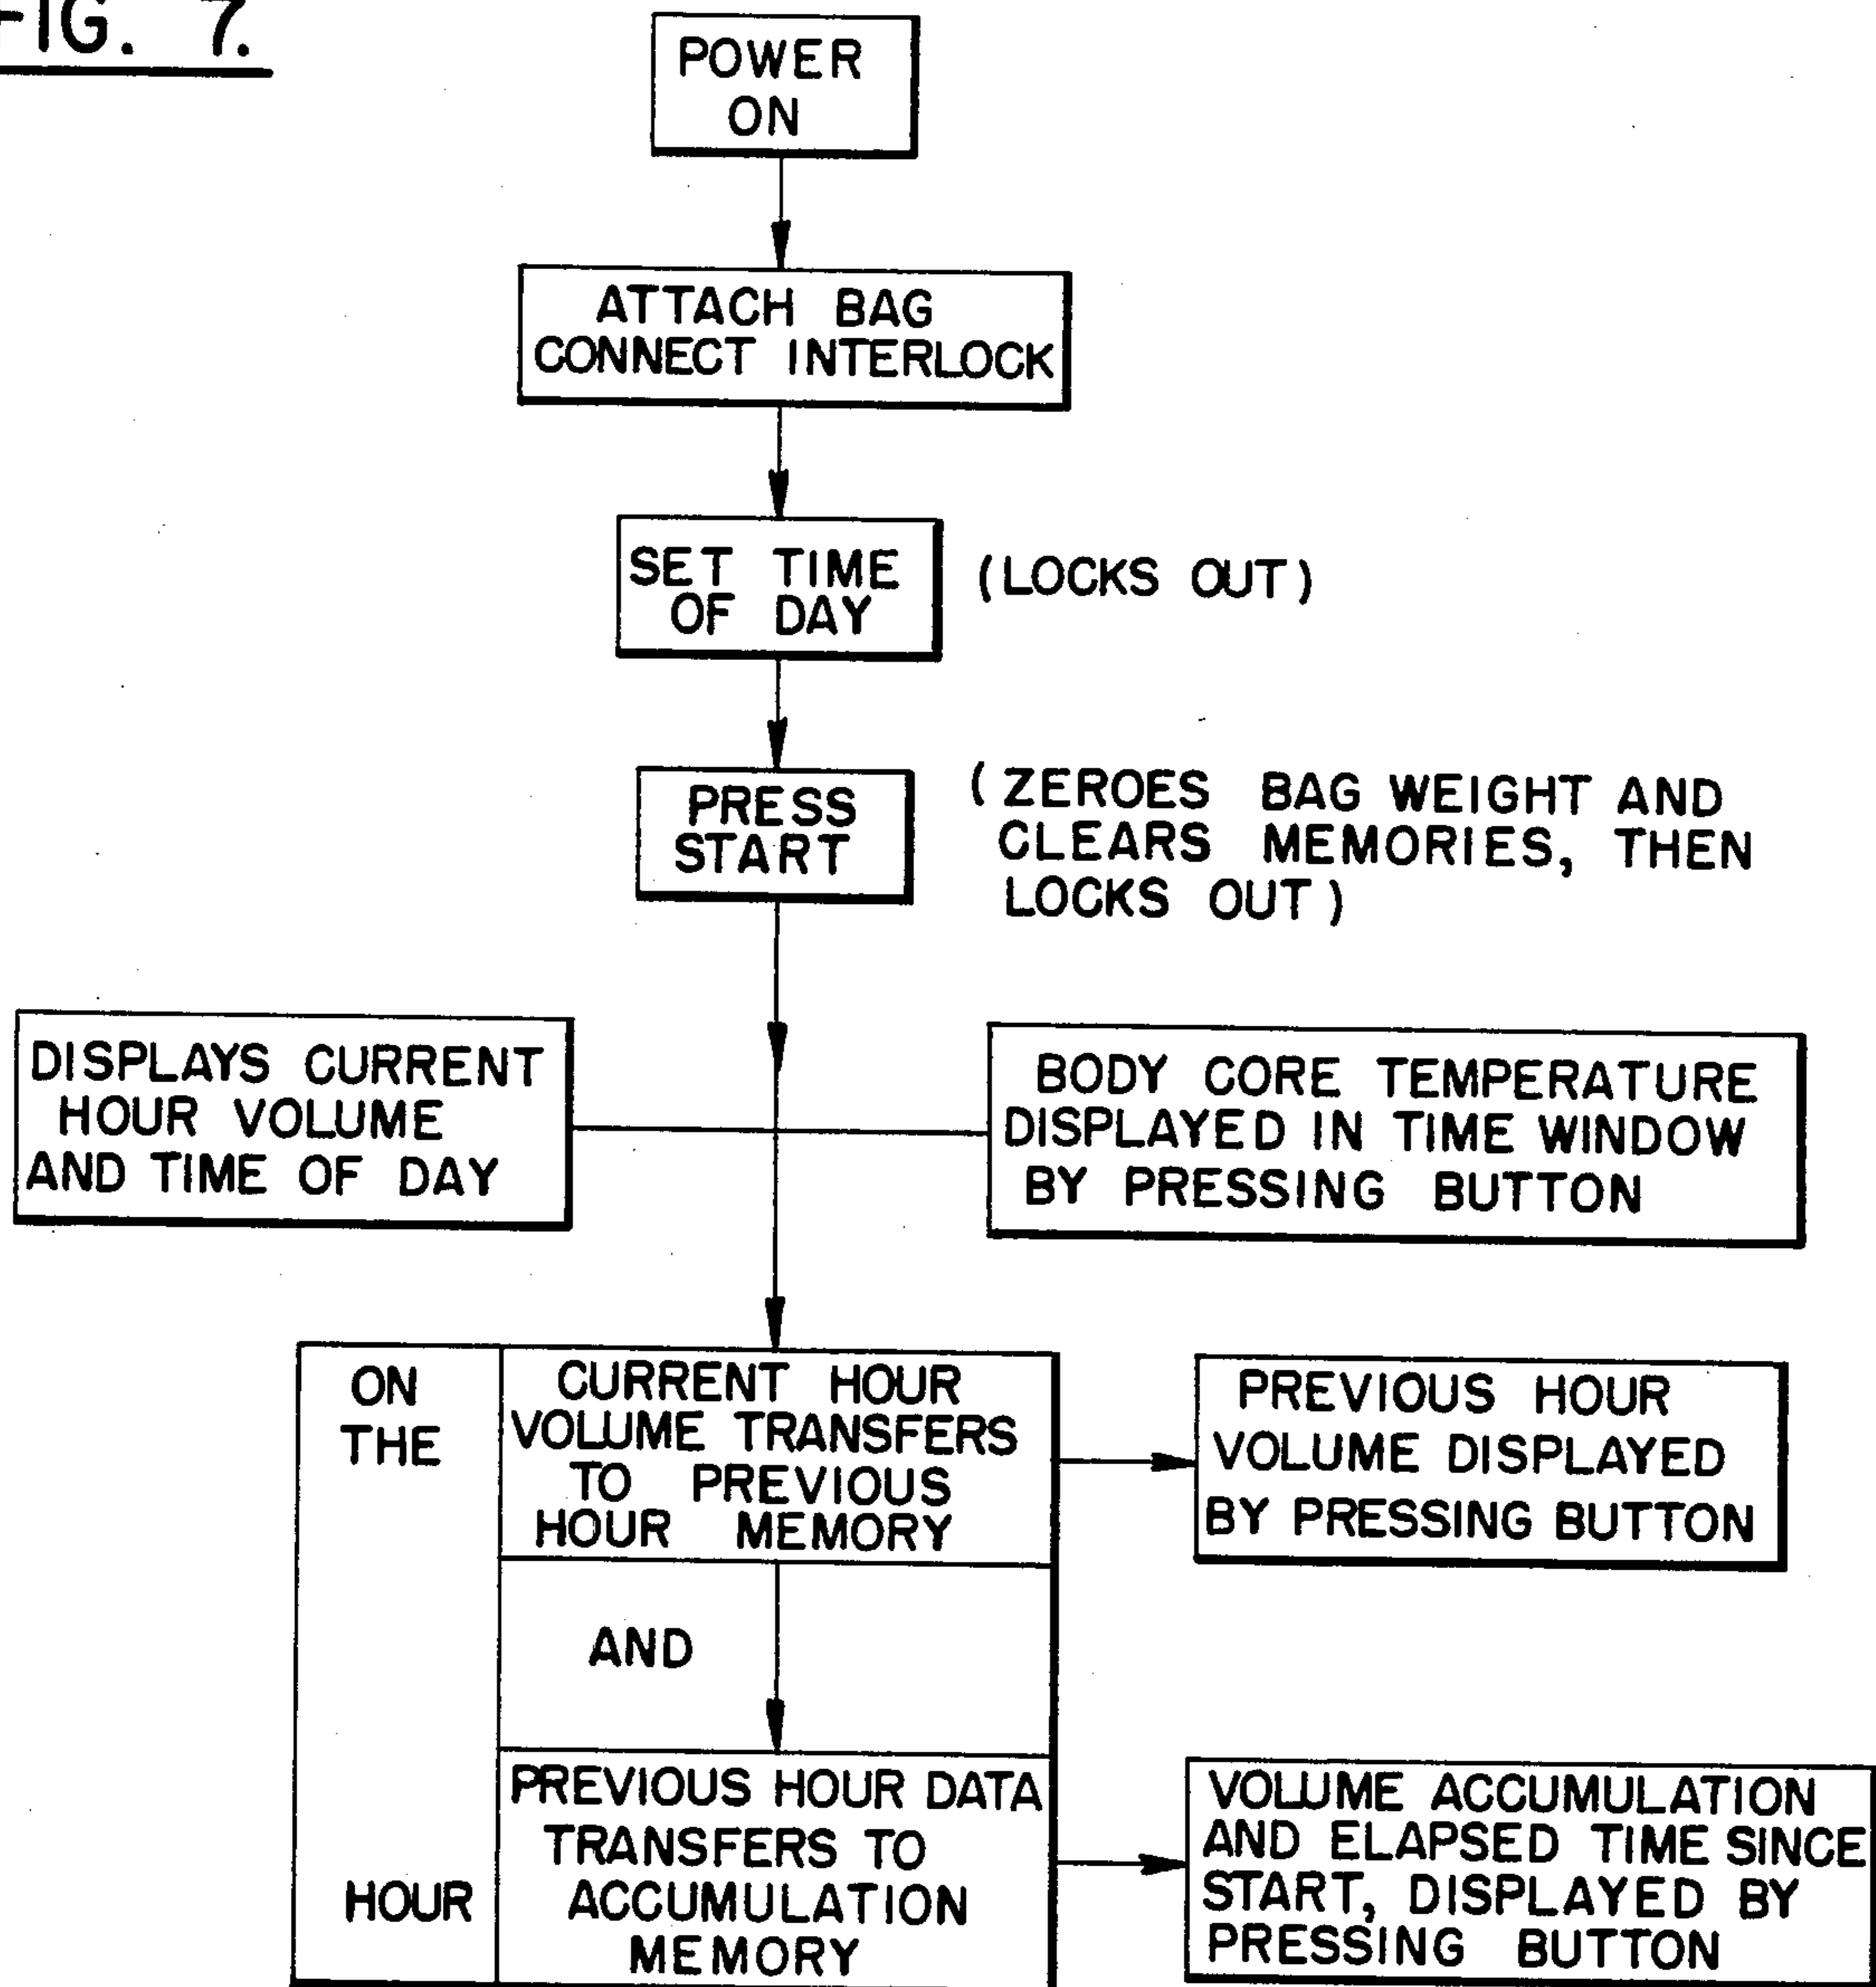 FIG. 7.
POWER
ON
ATTACH BAG
CONNECT INTERLOCK
SET TIME
OF DAY
(LOCKS OUT)
PRESS
START
(ZEROES BAG WEIGHT AND
CLEARS MEMORIES, THEN
LOCKS OUT)
DISPLAYS CURRENT
HOUR VOLUME
AND TIME OF DAY
BODY CORE TEMPERATURE
DISPLAYED IN TIME WINDOW
BY PRESSING BUTTON
ON
THE
HOUR
CURRENT HOUR
VOLUME TRANSFERS
TO PREVIOUS
HOUR MEMORY
AND
PREVIOUS HOUR DATA
TRANSFERS TO
ACCUMULATION
MEMORY
PREVIOUS HOUR
VOLUME DISPLAYED
BY PRESSING BUTTON
VOLUME ACCUMULATION
AND ELAPSED TIME SINCE
START, DISPLAYED BY
PRESSING BUTTON